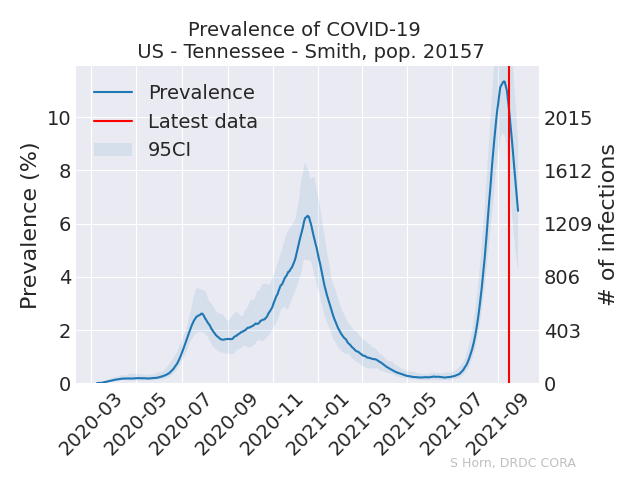 Prevalence of COVID-19
US - Tennessee - Smith, pop. 20157
Prevalence
Latest data
95CI
Prevalence (%)
10
8
6
4
2
0
2015
1612
1209
806
403
0
# of infections
2020-03
2020-05
2020-07
2020-09
2020-11
2021-01
2021-03
2021-05
2021-07
2021-09
S Horn, DRDC CORA